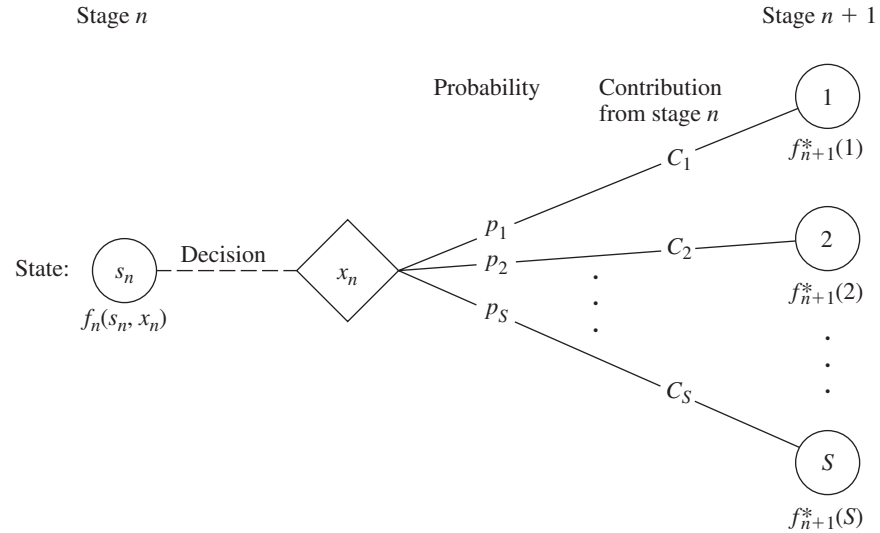 Stage n
Stage n + 1
Probability
Contribution
from stage n
1
f*n+1(1)
C1
p1
Decision
State:
sn
xn
p2
C2
2
fn(sn, xn)
f*n+1(2)
pS
CS
S
f*n+1(S)